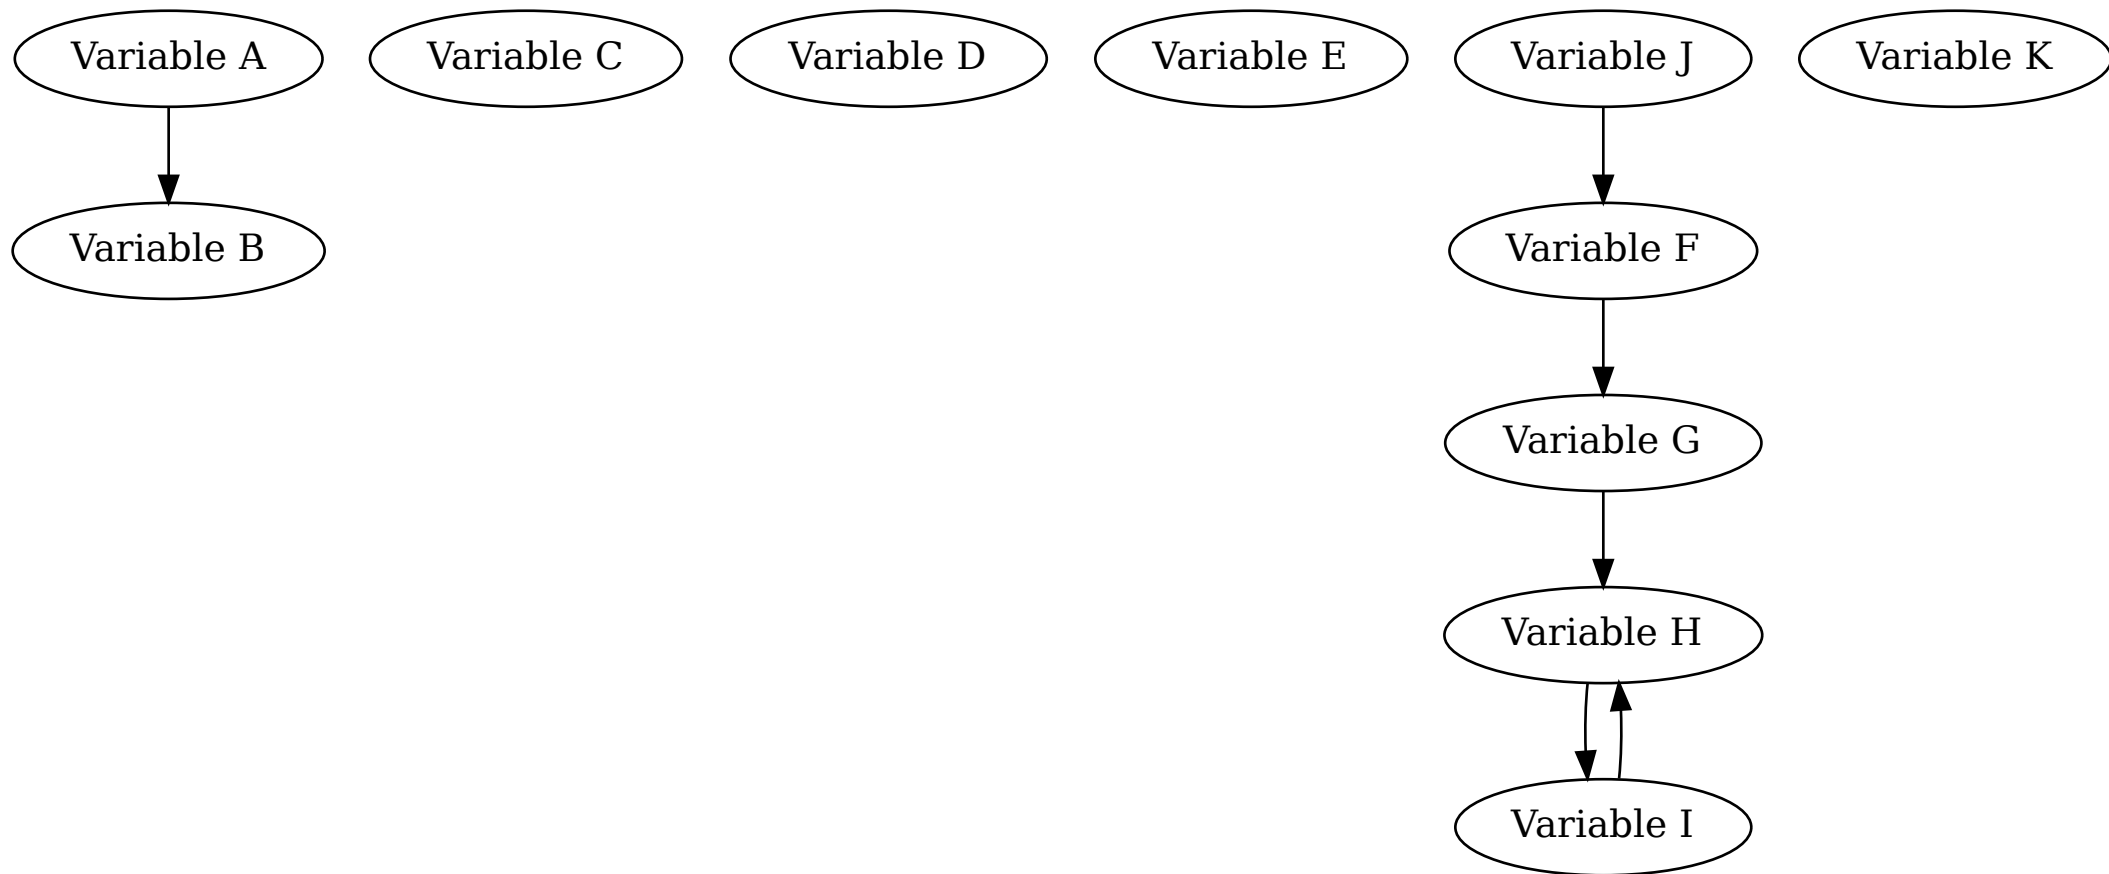 Variable A
Variable C
Variable D
Variable E
Variable J
Variable K
Variable B
Variable F
Variable G
Variable H
Variable I